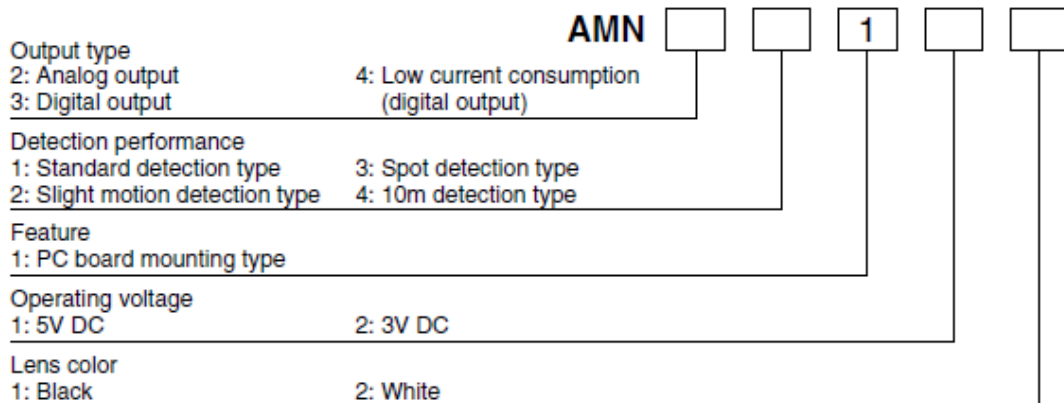 AMN 1
Output type
2: Analog output 4: Low current consumption
3: Digital output (digital output)
Detection performance
1: Standard detection type 3: Spot detection type
2: Slight motion detection type 4: 10m detection type
Feature
1: PC board mounting type
Operating voltage
1: 5V DC 2: 3V DC
Lens color
1: Black 2: White